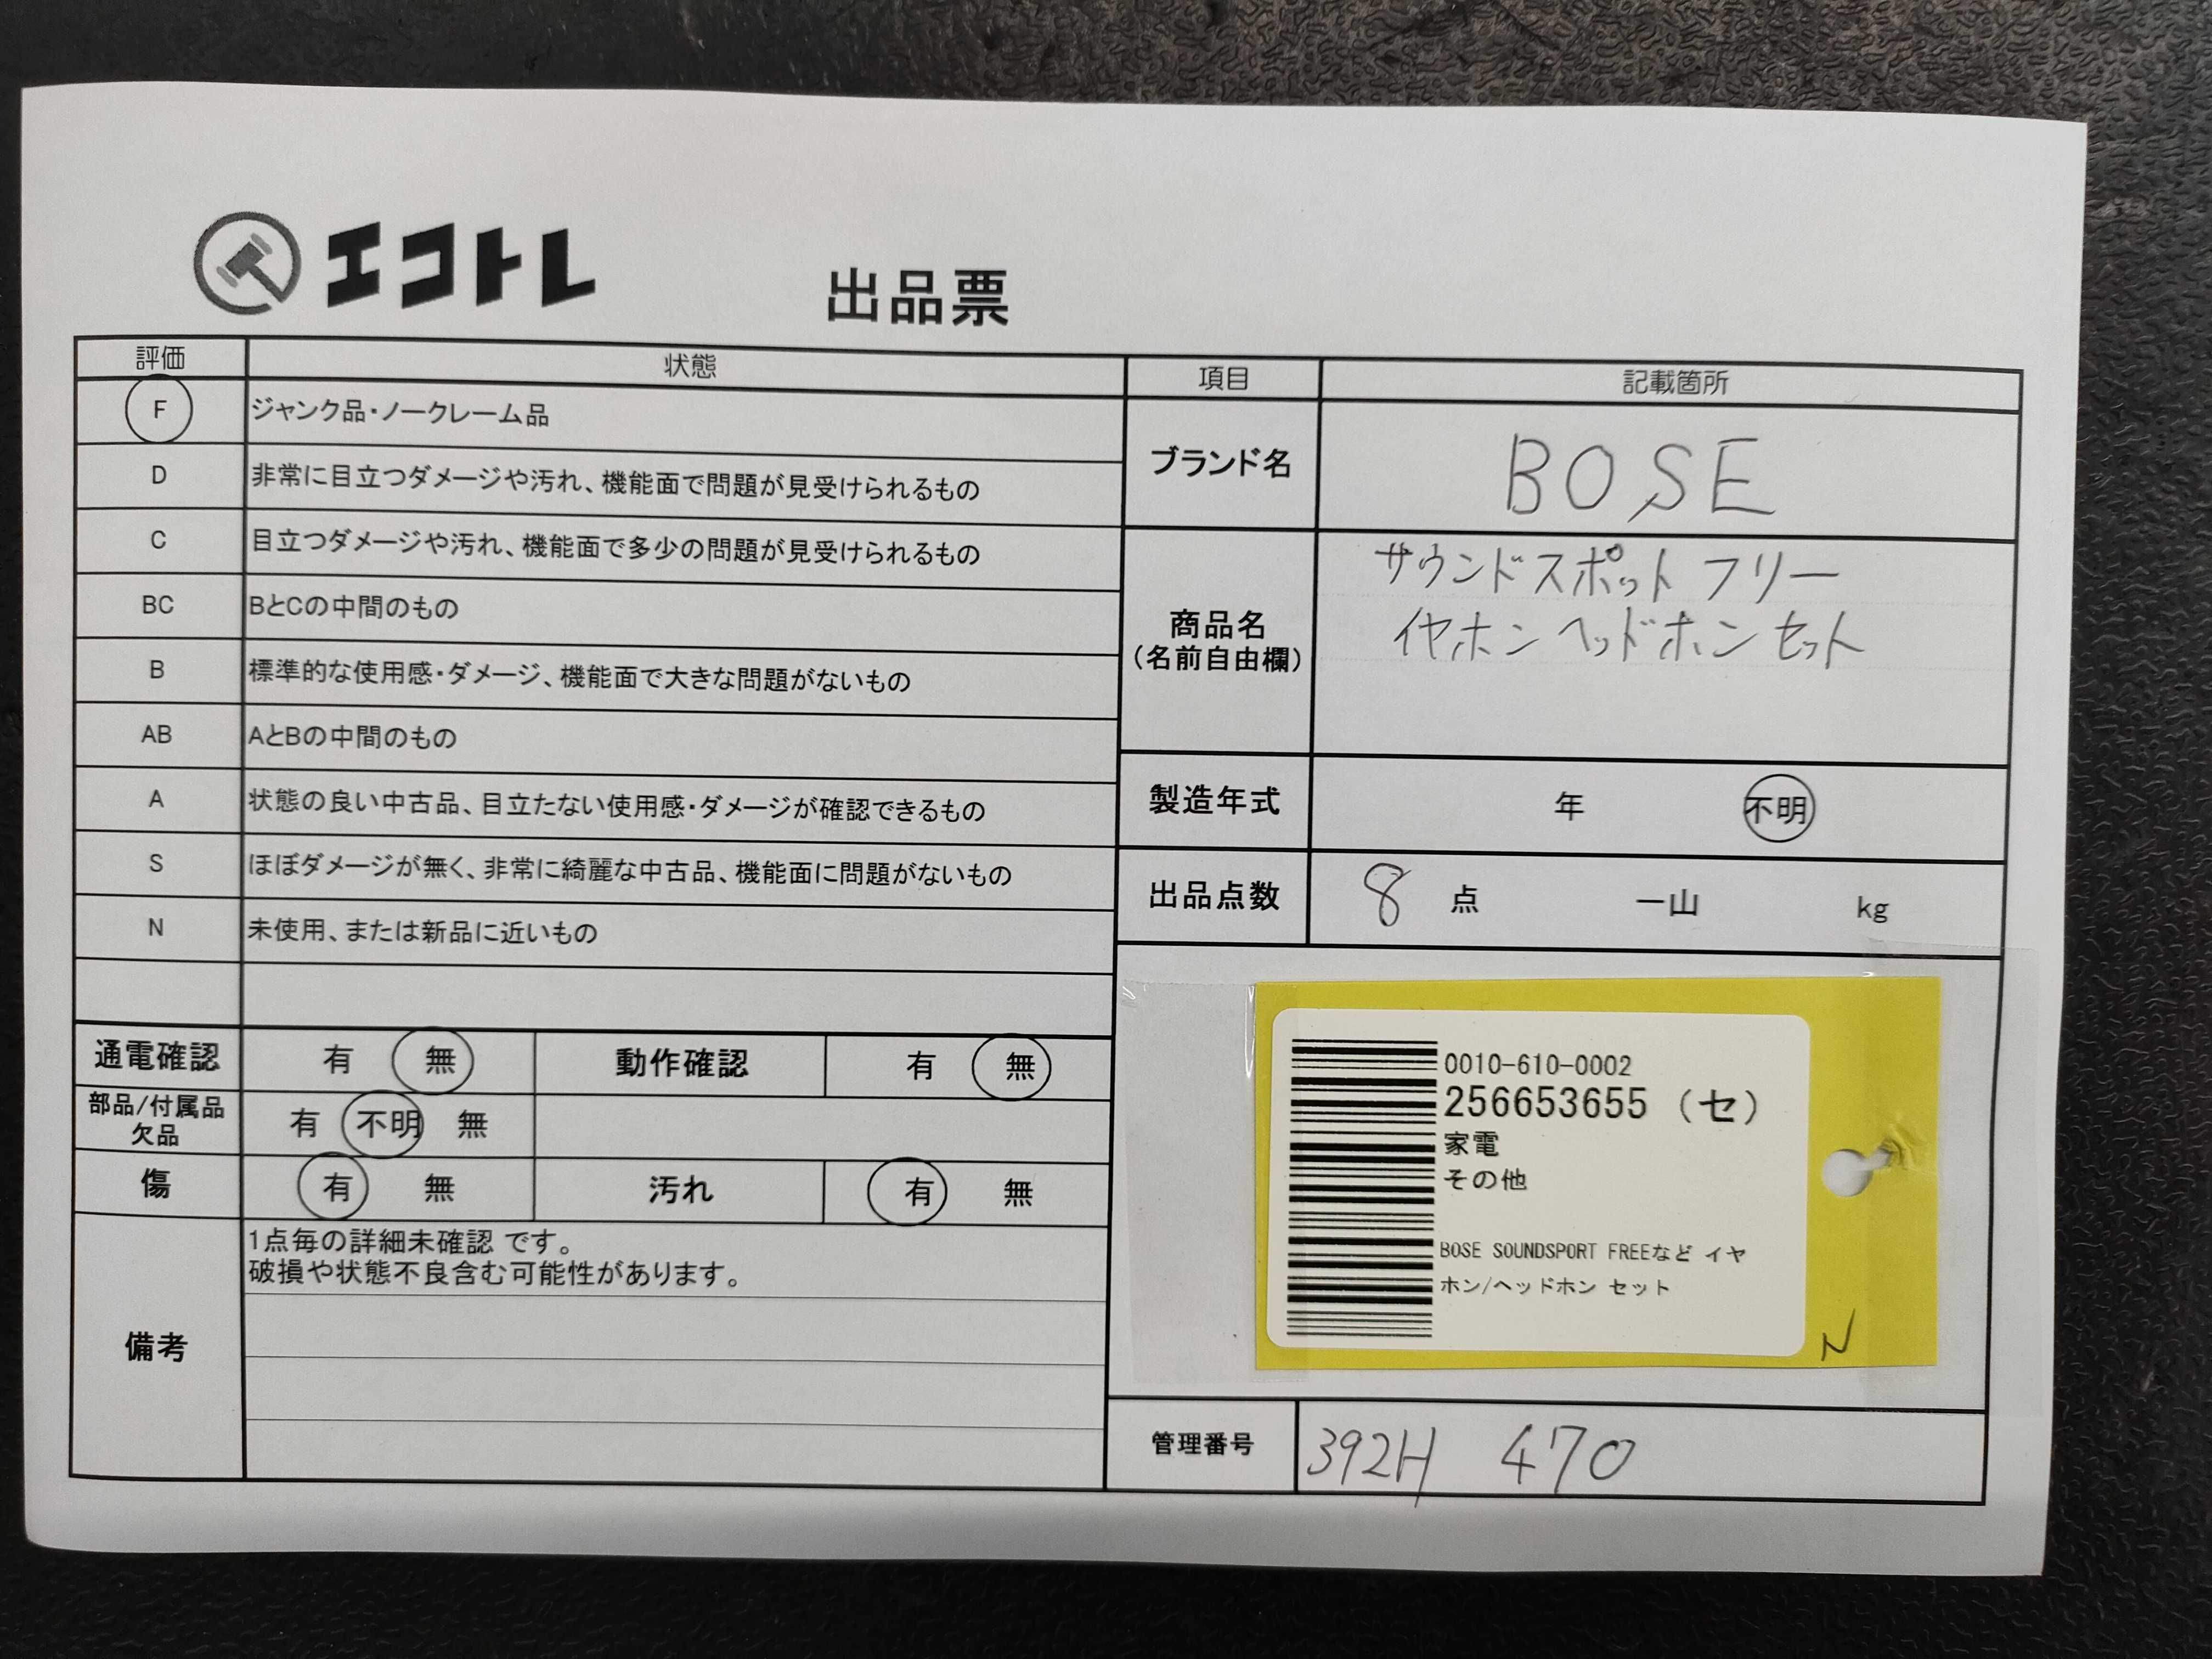 エコトレ
出品票
評価 状態
F ジャンク品・ノークレーム品
D 非常に目立つダメージや汚れ、機能面で問題が見受けられるもの
C 目立つダメージや汚れ、機能面で多少の問題が見受けられるもの
BC BとCの中間のもの
B 標準的な使用感・ダメージ、機能面で大きな問題がないもの
AB AとBの中間のもの
A 状態の良い中古品、目立たない使用感・ダメージが確認できるもの
S ほぼダメージが無く、非常に綺麗な中古品、機能面に問題がないもの
N 未使用、または新品に近いもの
通電確認 有 無 動作確認 有 無
部品/付属品
欠品 有 不明 無
傷 有 無 汚れ 有 無
備考
1点毎の詳細未確認 です。
破損や状態不良含む可能性があります。
項目 記載箇所
ブランド名 BOSE
商品名
(名前自由欄)
サウンドスポット フリー
イヤホン ヘッドホン セット
製造年式 年 不明
出品点数 8 点 一山 kg
0010-610-0002
256653655 (セ)
家電
その他
BOSE SOUNDSPORT FREEなど イヤ
ホン/ヘッドホン セット
N
管理番号 392H 470